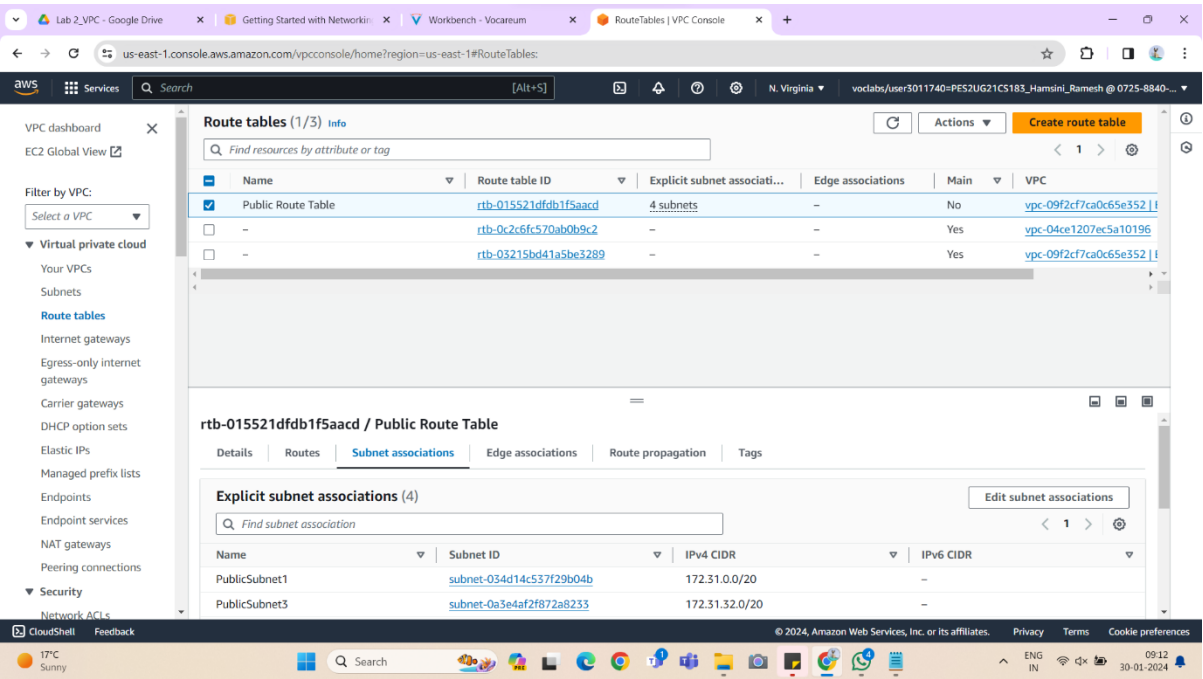 Lab 2_VPC - Google Drive
Getting Started with Networkin
Workbench - Vocareum
RouteTables | VPC Console
us-east-1.console.aws.amazon.com/vpcconsole/home?region=us-east-1#RouteTables:
aws Services Search [Alt+S] N. Virginia voclabs/user3011740=PES2UG21CS183_Hamsini_Ramesh @ 0725-8840-...
VPC dashboard
EC2 Global View
Filter by VPC:
Select a VPC
Virtual private cloud
Your VPCs
Subnets
Route tables
Internet gateways
Egress-only internet
gateways
Carrier gateways
DHCP option sets
Elastic IPs
Managed prefix lists
Endpoints
Endpoint services
NAT gateways
Peering connections
Security
Network ACLs
Route tables (1/3) Info
Actions
Create route table
Find resources by attribute or tag
1
Name Route table ID Explicit subnet associati... Edge associations Main VPC
Public Route Table rtb-015521dfdb1f5aacd 4 subnets – No vpc-09f2cf7ca0c65e352 |
– rtb-0c2c6fc570ab0b9c2 – – Yes vpc-04ce1207ec5a10196
– rtb-03215bd41a5be3289 – – Yes vpc-09f2cf7ca0c65e352 |
rtb-015521dfdb1f5aacd / Public Route Table
Details Routes Subnet associations Edge associations Route propagation Tags
Explicit subnet associations (4)
Edit subnet associations
Find subnet association
1
Name Subnet ID IPv4 CIDR IPv6 CIDR
PublicSubnet1 subnet-034d14c537f29b04b 172.31.0.0/20 –
PublicSubnet3 subnet-0a3e4af2f872a8233 172.31.32.0/20 –
CloudShell Feedback © 2024, Amazon Web Services, Inc. or its affiliates. Privacy Terms Cookie preferences
17°C
Sunny
Search
PRE
4
ENG
IN
09:12
30-01-2024